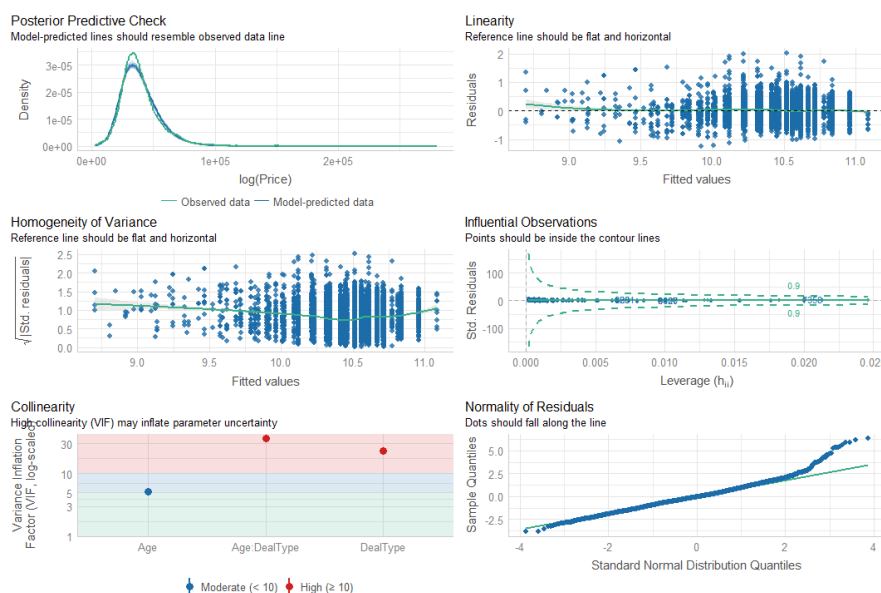 Posterior Predictive Check
Model-predicted lines should resemble observed data line
Density
3e-05
2e-05
1e-05
0e+00
0e+00 1e+05 2e+05
log(Price)
Observed data Model-predicted data
Linearity
Reference line should be flat and horizontal
Residuals
2
1
0
-1
9.0 9.5 10.0 10.5 11.0
Fitted values
Homogeneity of Variance
Reference line should be flat and horizontal
√|Std. residuals|
2.5
2.0
1.5
1.0
0.5
0.0
9.0 9.5 10.0 10.5 11.0
Fitted values
Influential Observations
Points should be inside the contour lines
Std. Residuals
100
0
-100
0.9
0.9
0.000 0.005 0.010 0.015 0.020 0.02
Leverage (hii)
Collinearity
High collinearity (VIF) may inflate parameter uncertainty
Variance Inflation
Factor (VIF, log-scaled)
30
10
5
3
1
Age Age:DealType DealType
Moderate (< 10) High (≥ 10)
Normality of Residuals
Dots should fall along the line
Sample Quantiles
5.0
2.5
0.0
-2.5
-4 -2 0 2 4
Standard Normal Distribution Quantiles